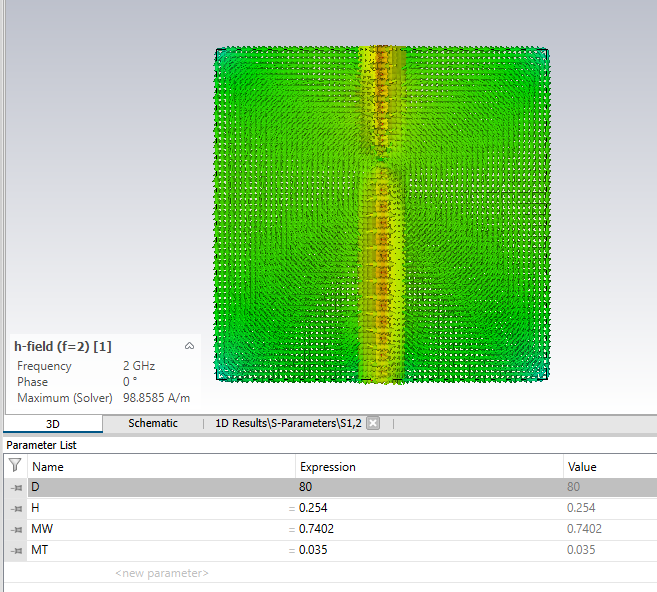 h-field (f=2) [1]
Frequency 2 GHz
Phase 0 °
Maximum (Solver) 98.8585 A/m
3D Schematic 1D Results\S-Parameters\S1,2
Parameter List
Name Expression Value
D 80 80
H = 0.254 0.254
MW = 0.7402 0.7402
MT = 0.035 0.035
<new parameter>